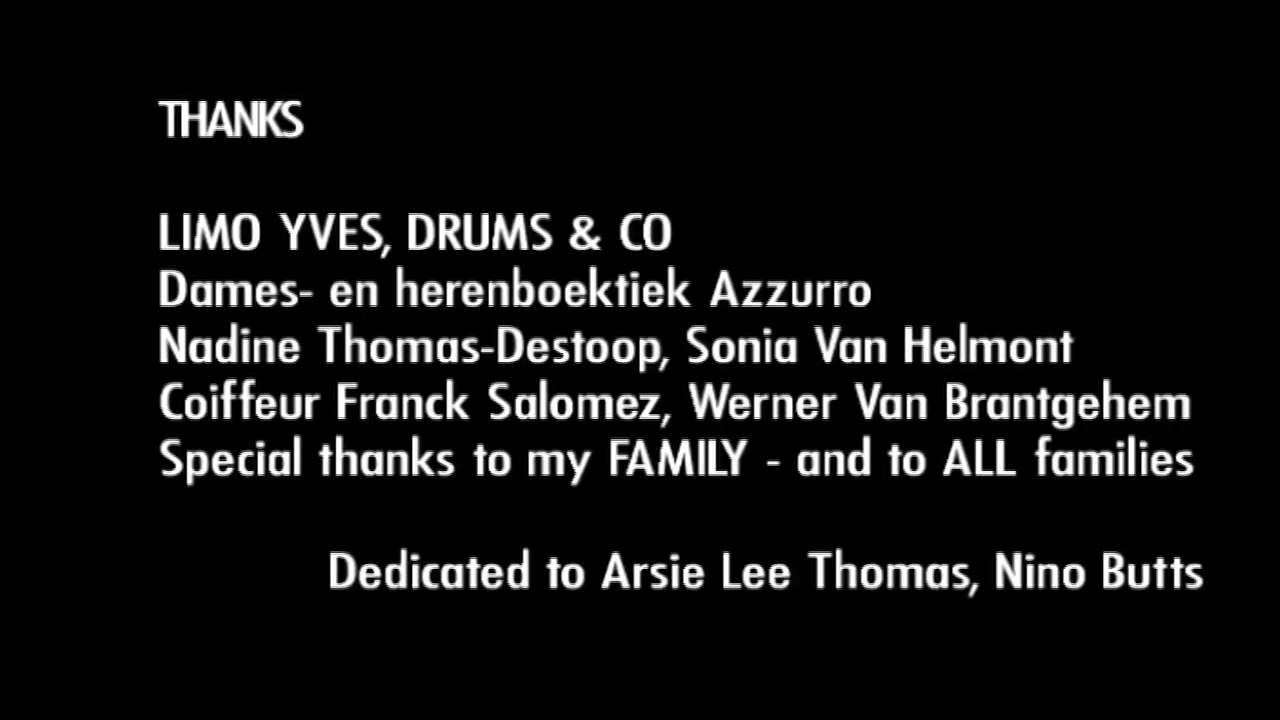 THANKS
LIMO YVES, DRUMS & CO
Dames- en herenboektiek Azzurro
Nadine Thomas-Destoop, Sonia Van Helmont
Coiffeur Franck Salomez, Werner Van Brantgehem
Special thanks to my FAMILY - and to ALL families
Dedicated to Arsie Lee Thomas, Nino Butts